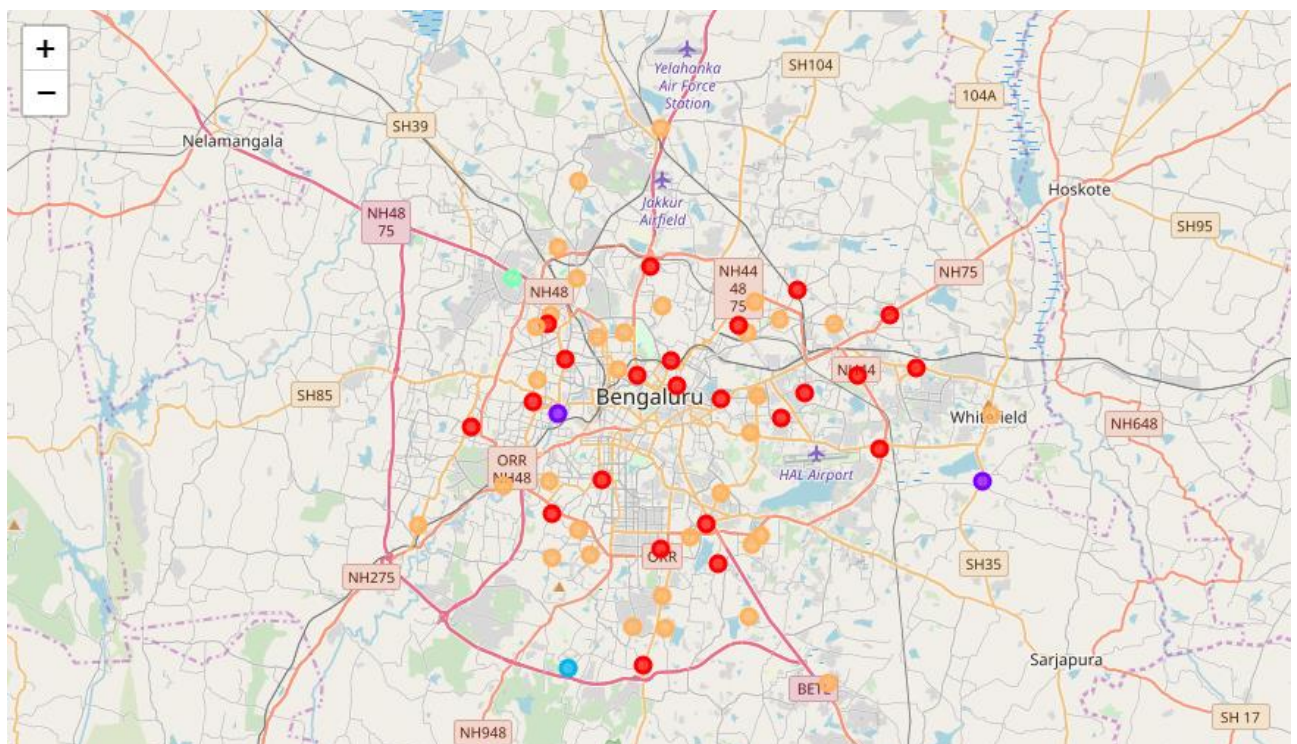 +
−
Yelahanka
Air Force
Station
SH104
104A
SH39
Nelamangala
Jakkur
Airfield
Hoskote
NH48
75
SH95
NH44
48
75
NH75
NH48
NH44
SH85
Bengaluru
Whitefield
NH648
ORR
NH48
HAL Airport
ORR
SH35
NH275
Sarjapura
SH 17
NH948